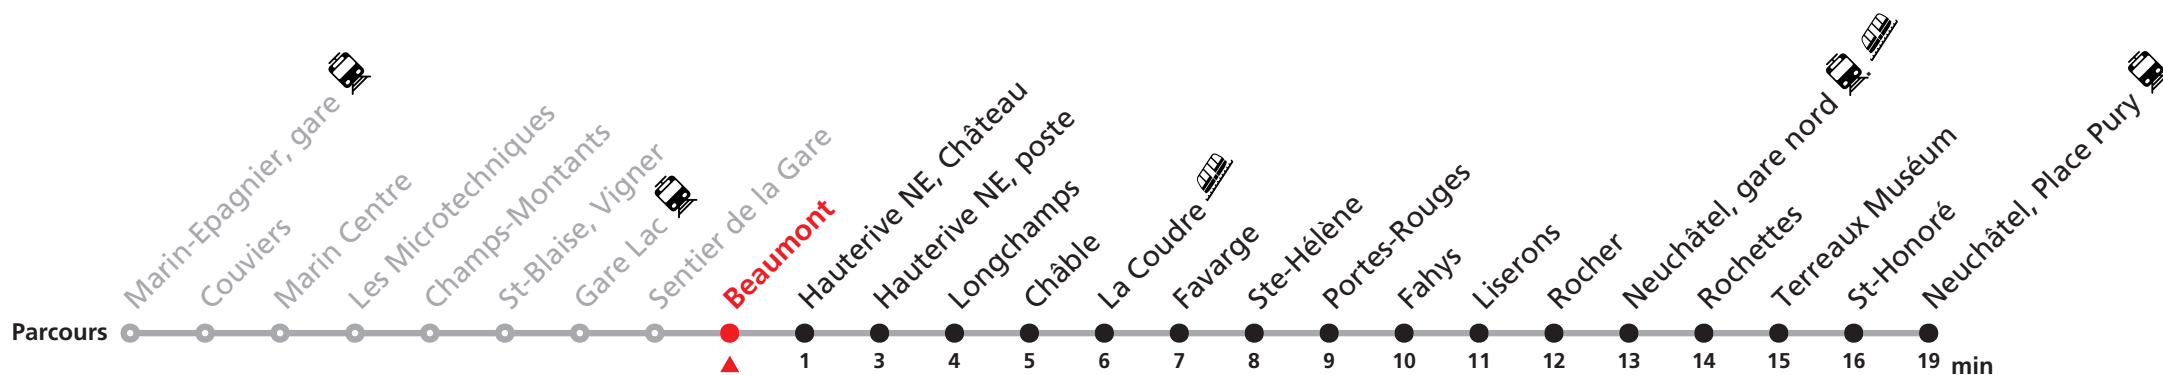 Marin-Epagnier, gare
Couviers
Marin Centre
Les Microtechniques
Champs-Montants
St-Blaise, Vigner
Gare Lac
Sentier de la Gare
Beaumont
Hauterive NE, Château
Hauterive NE, poste
Longchamps
Châble
La Coudre
Favarge
Ste-Hélène
Portes-Rouges
Fahys
Liserons
Rocher
Neuchâtel, gare nord
Rochettes
Terreaux Muséum
St-Honoré
Neuchâtel, Place Pury
Parcours
1 3 4 5 6 7 8 9 10 11 12 13 14 15 16 19 min